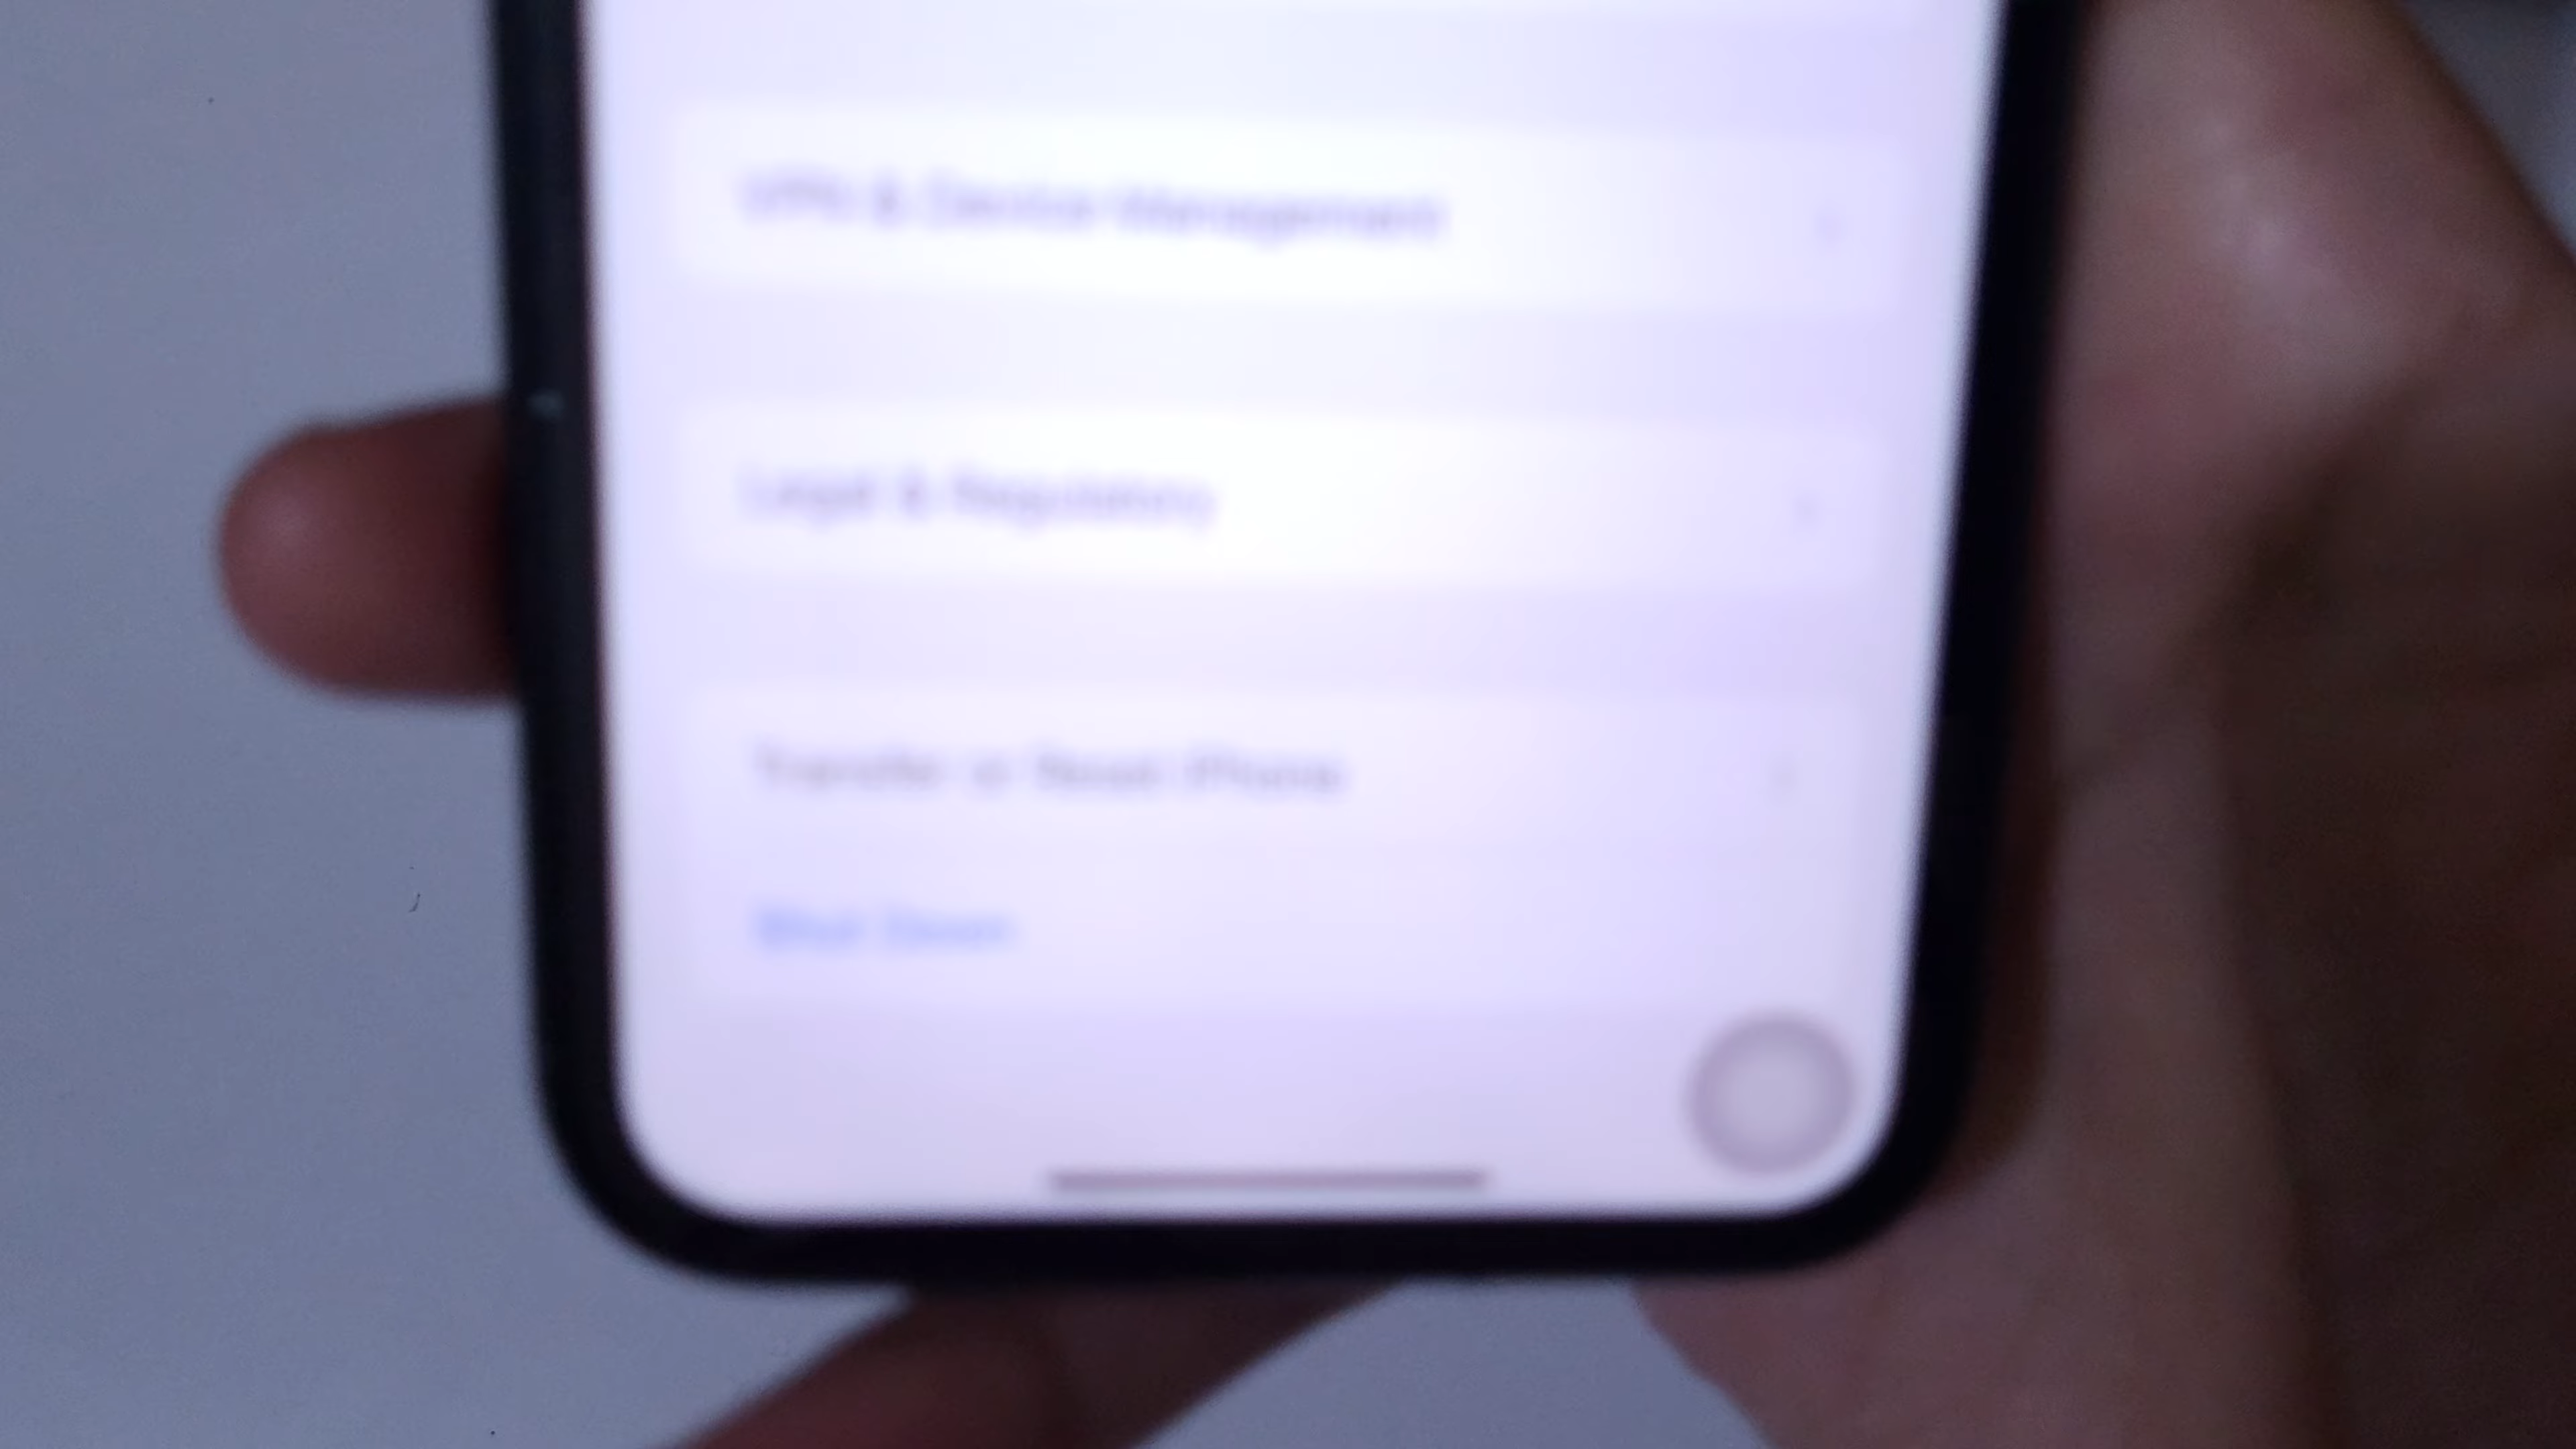 VPN & Device Management
Legal & Regulatory
Transfer or Reset iPhone
Shut Down